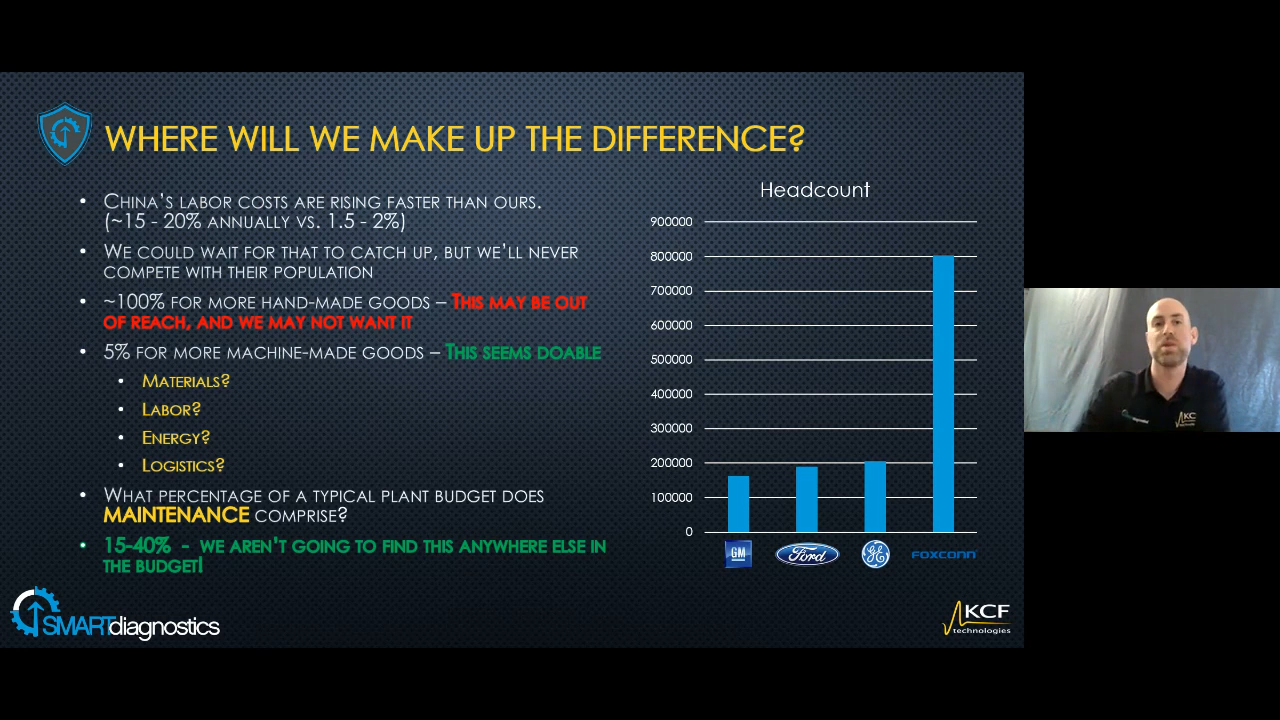 WHERE WILL WE MAKE UP THE DIFFERENCE?
• CHINA'S LABOR COSTS ARE RISING FASTER THAN OURS.
(~15 - 20% ANNUALLY VS. 1.5 - 2%)
• WE COULD WAIT FOR THAT TO CATCH UP, BUT WE'LL NEVER
COMPETE WITH THEIR POPULATION
• ~100% FOR MORE HAND-MADE GOODS – THIS MAY BE OUT
OF REACH, AND WE MAY NOT WANT IT
• 5% FOR MORE MACHINE-MADE GOODS – THIS SEEMS DOABLE
• MATERIALS?
• LABOR?
• ENERGY?
• LOGISTICS?
• WHAT PERCENTAGE OF A TYPICAL PLANT BUDGET DOES
MAINTENANCE COMPRISE?
• 15-40% - WE AREN'T GOING TO FIND THIS ANYWHERE ELSE IN
THE BUDGET!
Headcount
900000
800000
700000
600000
500000
400000
300000
200000
100000
0
GM
Ford
GE
FOXCONN
SMARTdiagnostics
KCF
technologies
KC